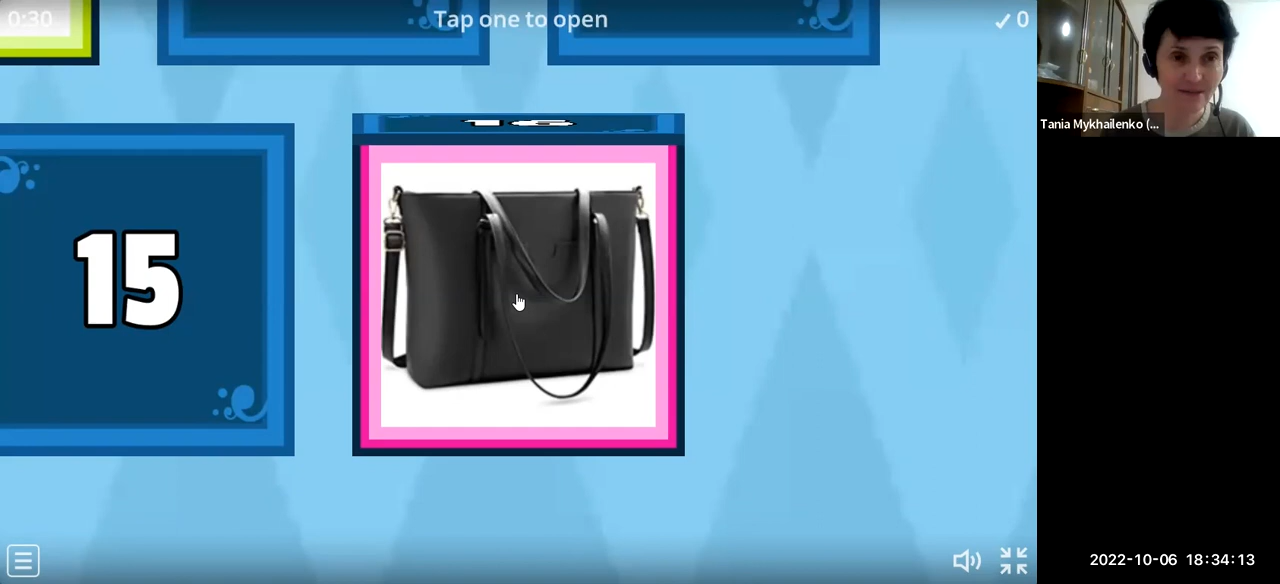 0:30
Tap one to open
✓ 0
Tania Mykhailenko (...
15
2022-10-06 18:34:13